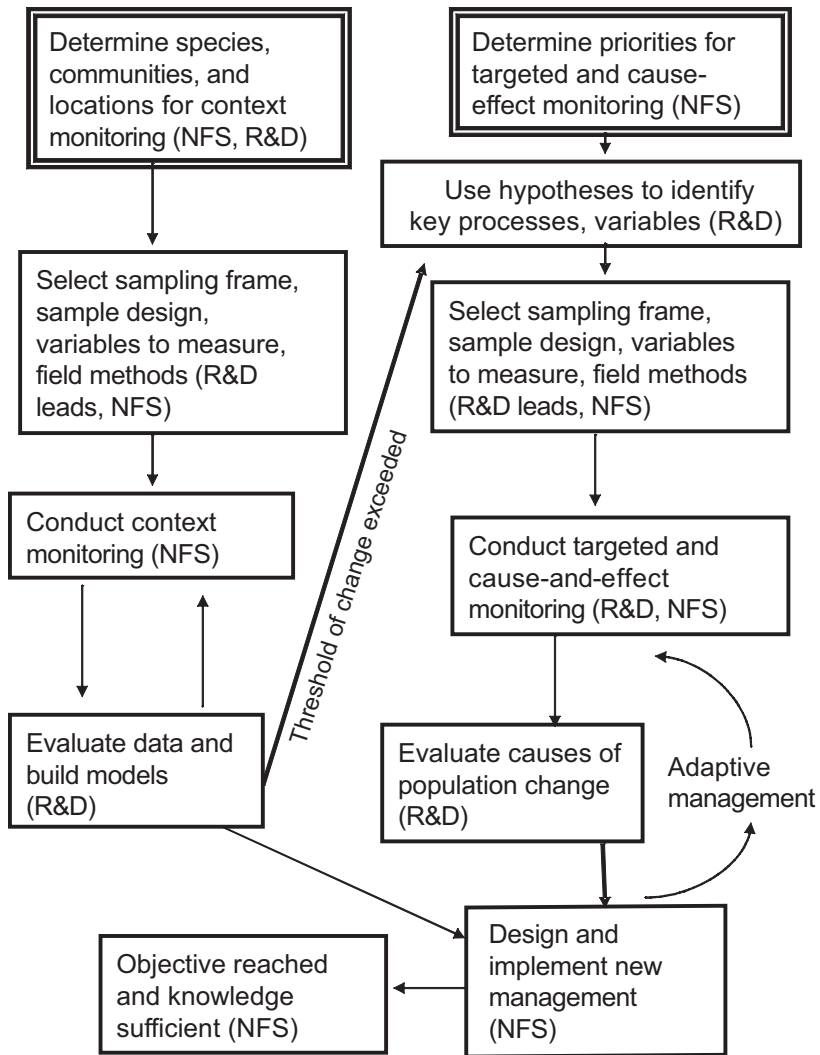 Determine species,
communities, and
locations for context
monitoring (NFS, R&D)
Select sampling frame,
sample design,
variables to measure,
field methods (R&D
leads, NFS)
Conduct context
monitoring (NFS)
Evaluate data and
build models
(R&D)
Threshold of change exceeded
Determine priorities for
targeted and cause-
effect monitoring (NFS)
Use hypotheses to identify
key processes, variables (R&D)
Select sampling frame,
sample design, variables
to measure, field methods
(R&D leads, NFS)
Conduct targeted and
cause-and-effect
monitoring (R&D, NFS)
Evaluate causes of
population change
(R&D)
Adaptive
management
Design and
implement new
management
(NFS)
Objective reached
and knowledge
sufficient (NFS)